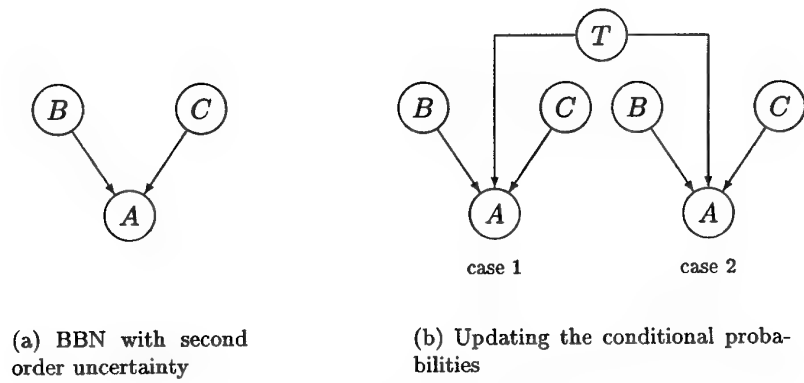 T
B C B C B C
A A A
case 1 case 2
(a) BBN with second
order uncertainty
(b) Updating the conditional proba-
bilities